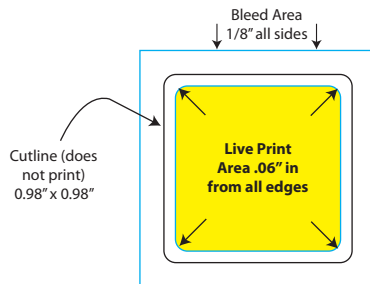 Bleed Area
1/8” all sides
Cutline (does
not print)
0.98” x 0.98”
Live Print
Area .06” in
from all edges